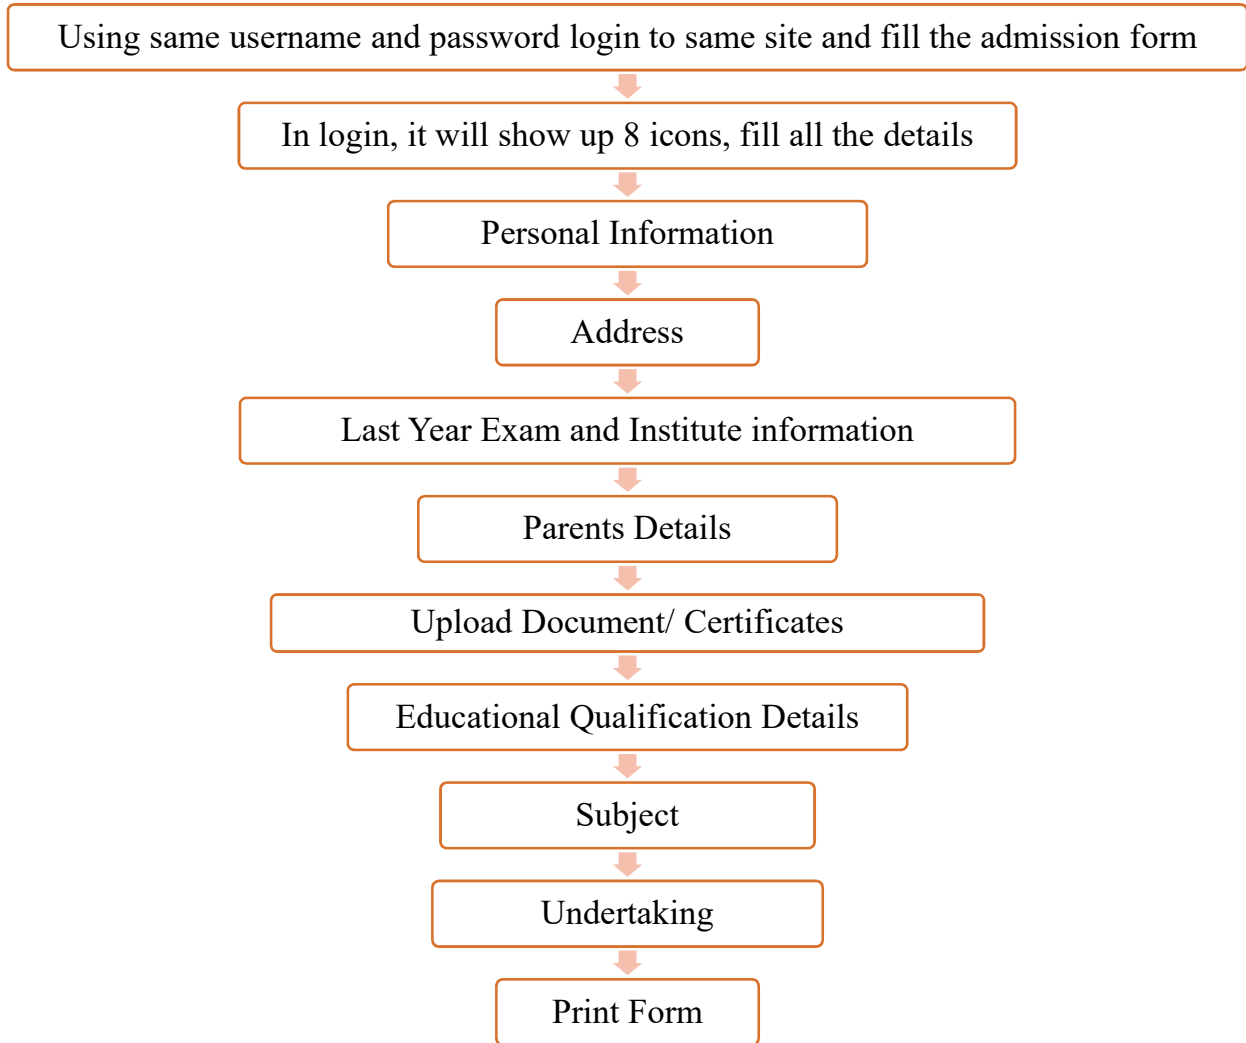 Using same username and password login to same site and fill the admission form
In login, it will show up 8 icons, fill all the details
Personal Information
Address
Last Year Exam and Institute information
Parents Details
Upload Document/ Certificates
Educational Qualification Details
Subject
Undertaking
Print Form